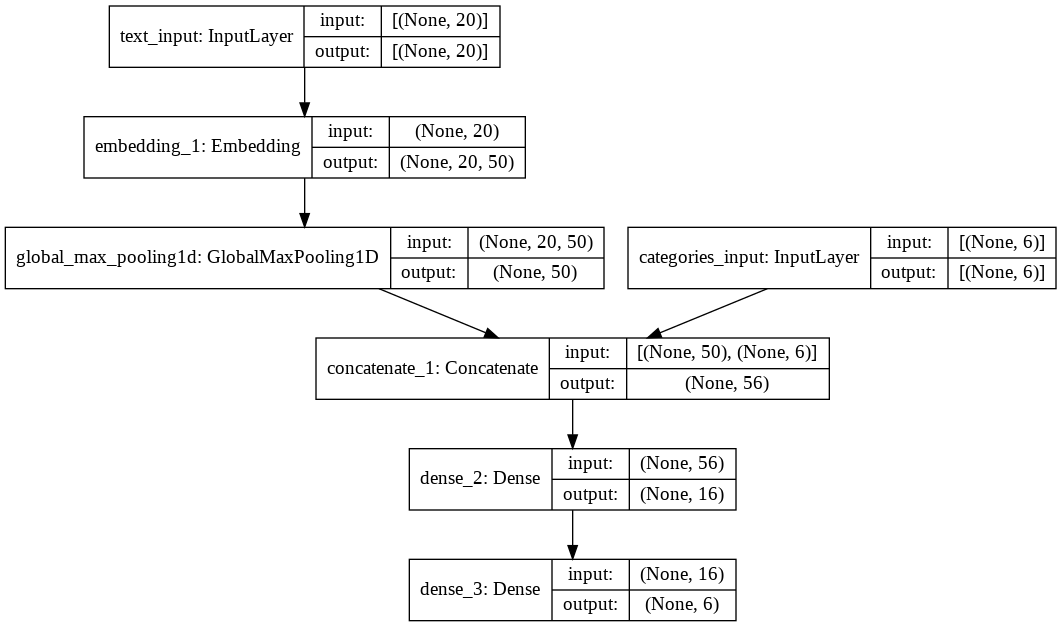 text_input: InputLayer
input: [(None, 20)]
output: [(None, 20)]
embedding_1: Embedding
input: (None, 20)
output: (None, 20, 50)
global_max_pooling1d: GlobalMaxPooling1D
input: (None, 20, 50)
output: (None, 50)
categories_input: InputLayer
input: [(None, 6)]
output: [(None, 6)]
concatenate_1: Concatenate
input: [(None, 50), (None, 6)]
output: (None, 56)
dense_2: Dense
input: (None, 56)
output: (None, 16)
dense_3: Dense
input: (None, 16)
output: (None, 6)